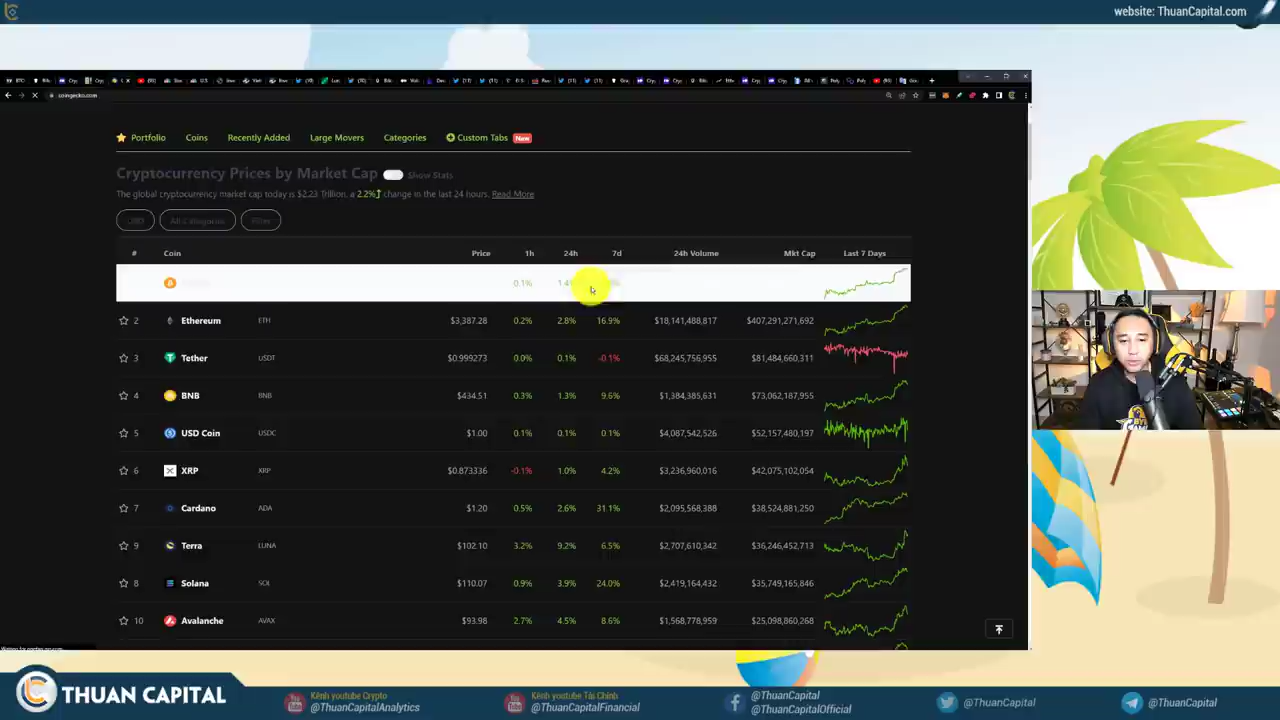 website: ThuanCapital.com
coingecko.com
Portfolio Coins Recently Added Large Movers Categories Custom Tabs New
Cryptocurrency Prices by Market Cap Show Stats
The global cryptocurrency market cap today is $2.23 Trillion, a 2.2% change in the last 24 hours. Read More
USD All Categories Filter
# Coin Price 1h 24h 7d 24h Volume Mkt Cap Last 7 Days
0.1% 1.4%
2 Ethereum ETH $3,387.28 0.2% 2.8% 16.9% $18,141,488,817 $407,291,271,692
3 Tether USDT $0.999273 0.0% 0.1% -0.1% $68,245,756,955 $81,484,660,311
4 BNB BNB $434.51 0.3% 1.3% 9.6% $1,384,385,631 $73,062,187,955
5 USD Coin USDC $1.00 0.1% 0.1% 0.1% $4,087,542,526 $52,157,480,197
6 XRP XRP $0.873336 -0.1% 1.0% 4.2% $3,236,960,016 $42,075,102,054
7 Cardano ADA $1.20 0.5% 2.6% 31.1% $2,095,568,388 $38,524,881,250
9 Terra LUNA $102.10 3.2% 9.2% 6.5% $2,707,610,342 $36,246,452,713
8 Solana SOL $110.07 0.9% 3.9% 24.0% $2,419,164,432 $35,749,165,846
10 Avalanche AVAX $93.98 2.7% 4.5% 8.6% $1,568,778,959 $25,098,860,268
THUAN CAPITAL
Kênh youtube Crypto
@ThuanCapitalAnalytics
Kênh youtube Tài Chính
@ThuanCapitalFinancial
@ThuanCapital
@ThuanCapitalOfficial
@ThuanCapital
@ThuanCapital